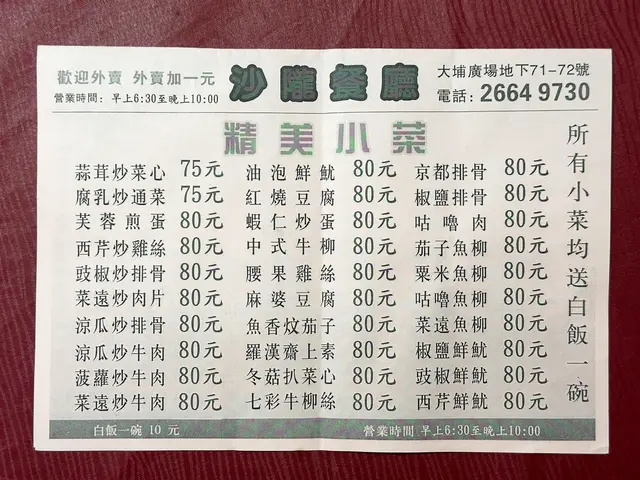 歡迎外賣 外賣加一元
營業時間：早上6:30至晚上10:00
沙隴餐廳
大埔廣場地下71-72號
電話：2664 9730
精美小菜
蒜茸炒菜心 75元
腐乳炒通菜 75元
芙蓉煎蛋 80元
西芹炒雞絲 80元
豉椒炒排骨 80元
菜遠炒肉片 80元
涼瓜炒排骨 80元
涼瓜炒牛肉 80元
菠蘿炒牛肉 80元
菜遠炒牛肉 80元
油泡鮮魷 80元
紅燒豆腐 80元
蝦仁炒蛋 80元
中式牛柳 80元
腰果雞絲 80元
麻婆豆腐 80元
魚香炆茄子 80元
羅漢齋上素 80元
冬菇扒菜心 80元
七彩牛柳絲 80元
京都排骨 80元
椒鹽排骨 80元
咕嚕肉 80元
茄子魚柳 80元
粟米魚柳 80元
咕嚕魚柳 80元
菜遠魚柳 80元
椒鹽鮮魷 80元
豉椒鮮魷 80元
西芹鮮魷 80元
所有小菜均送白飯一碗
白飯一碗 10 元
營業時間 早上6:30至晚上10:00